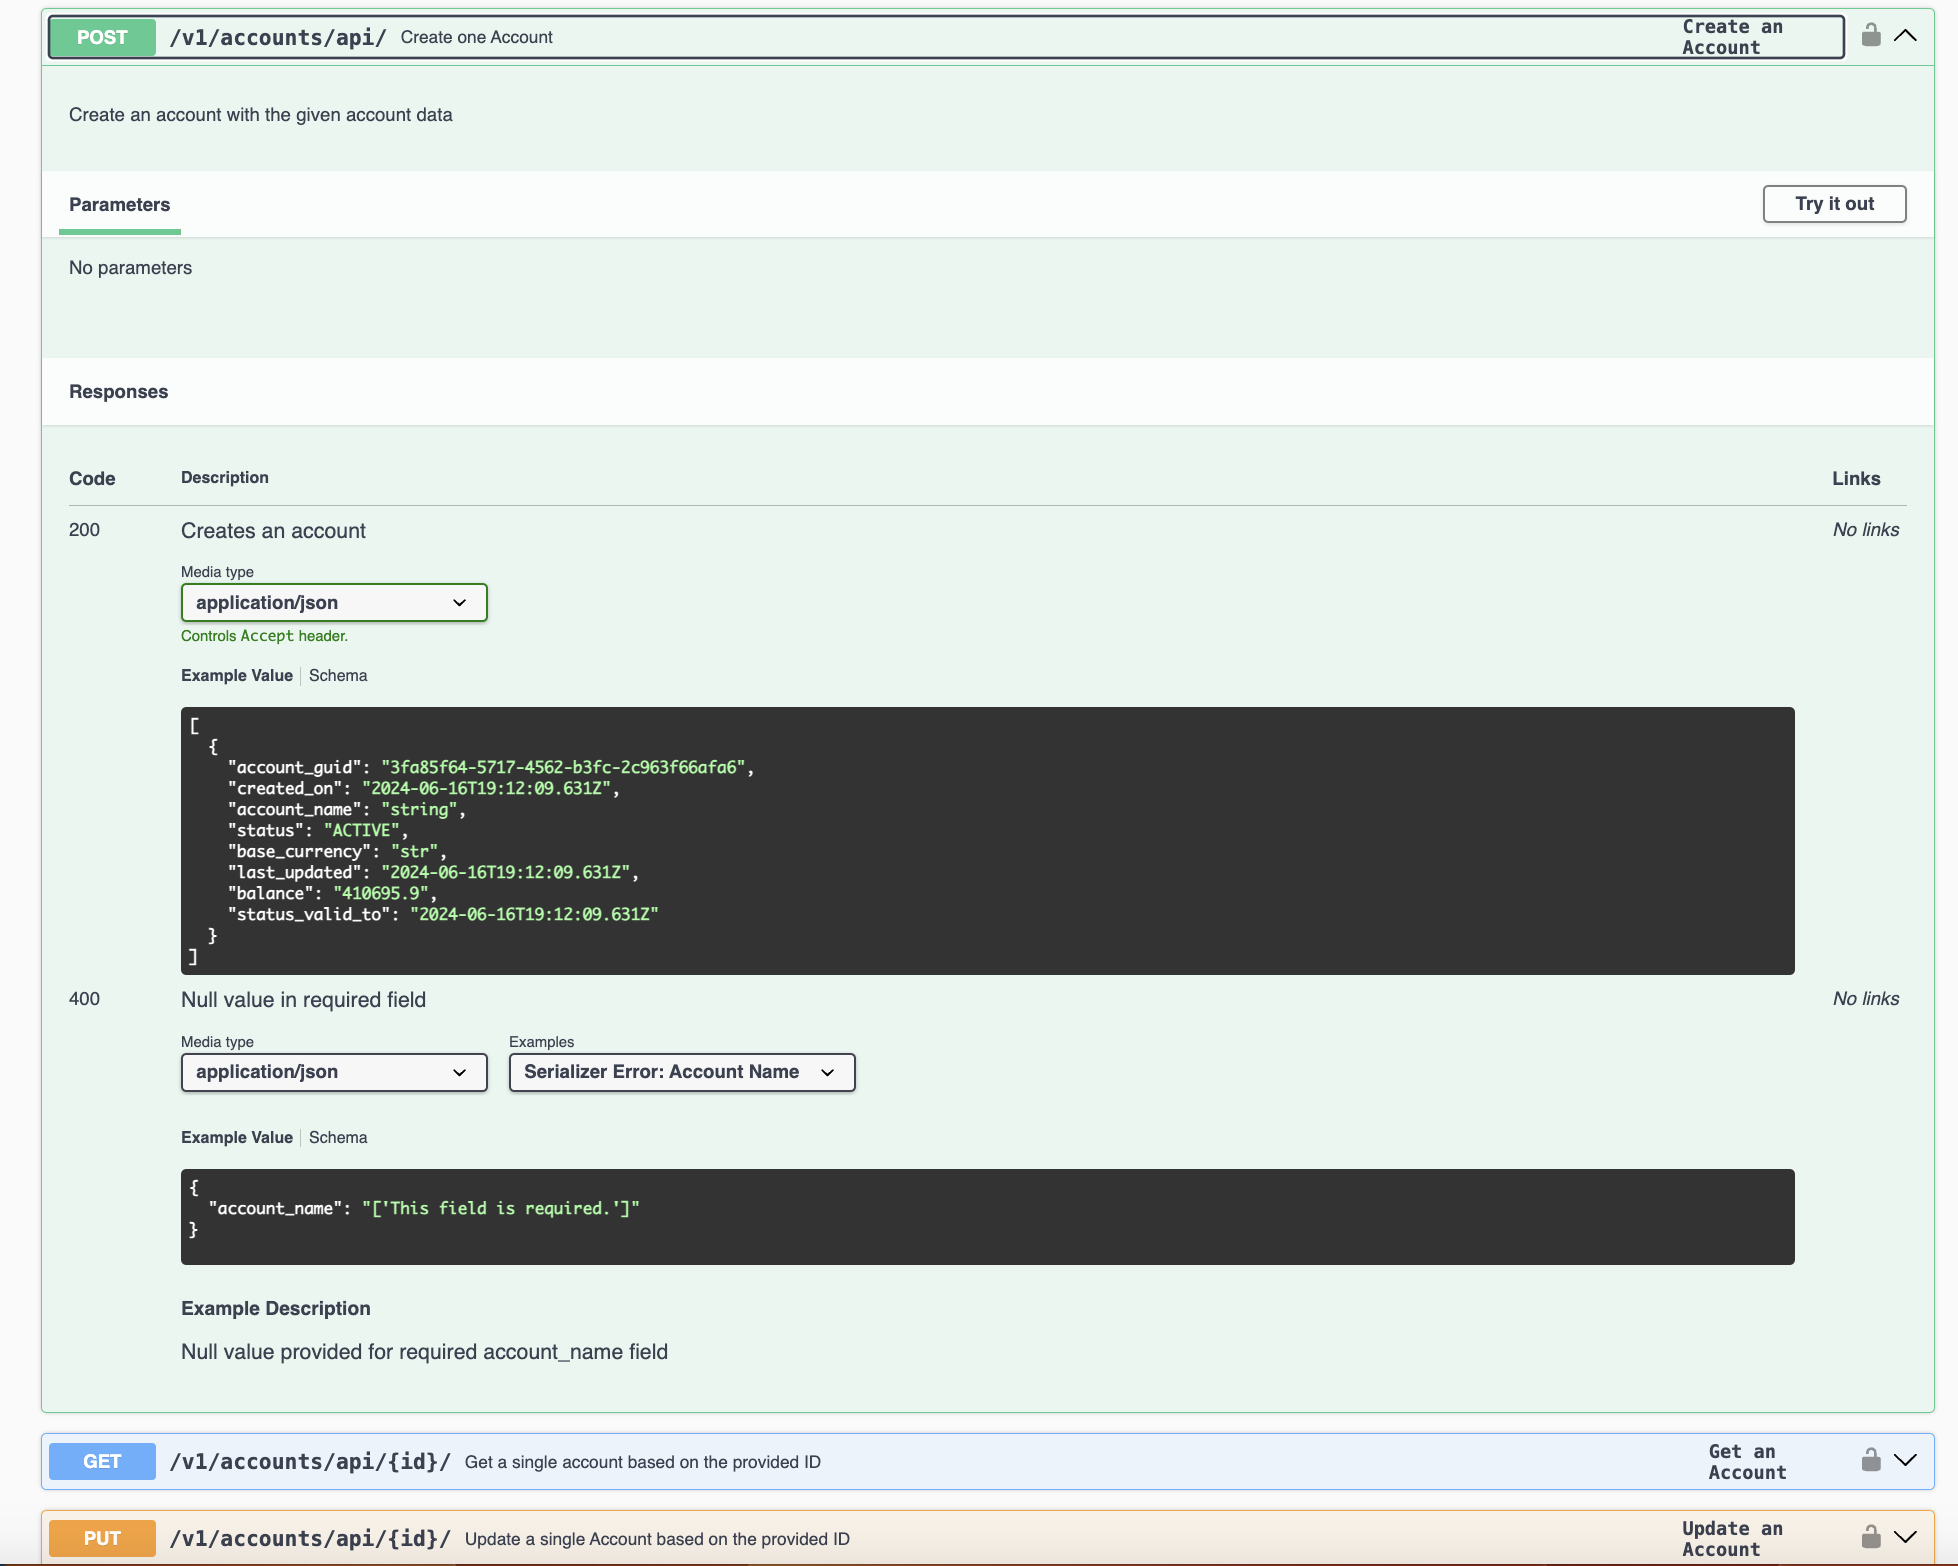 POST /v1/accounts/api/ Create one Account Create an
Account
Create an account with the given account data
Parameters Try it out
No parameters
Responses
Code Description Links
200 Creates an account No links
Media type
application/json
Controls Accept header.
Example Value Schema
[
{
"account_guid": "3fa85f64-5717-4562-b3fc-2c963f66afa6",
"created_on": "2024-06-16T19:12:09.631Z",
"account_name": "string",
"status": "ACTIVE",
"base_currency": "str",
"last_updated": "2024-06-16T19:12:09.631Z",
"balance": "410695.9",
"status_valid_to": "2024-06-16T19:12:09.631Z"
}
]
400 Null value in required field No links
Media type Examples
application/json Serializer Error: Account Name
Example Value Schema
{
"account_name": "['This field is required.']"
}
Example Description
Null value provided for required account_name field
GET /v1/accounts/api/{id}/ Get a single account based on the provided ID Get an
Account
PUT /v1/accounts/api/{id}/ Update a single Account based on the provided ID Update an
Account